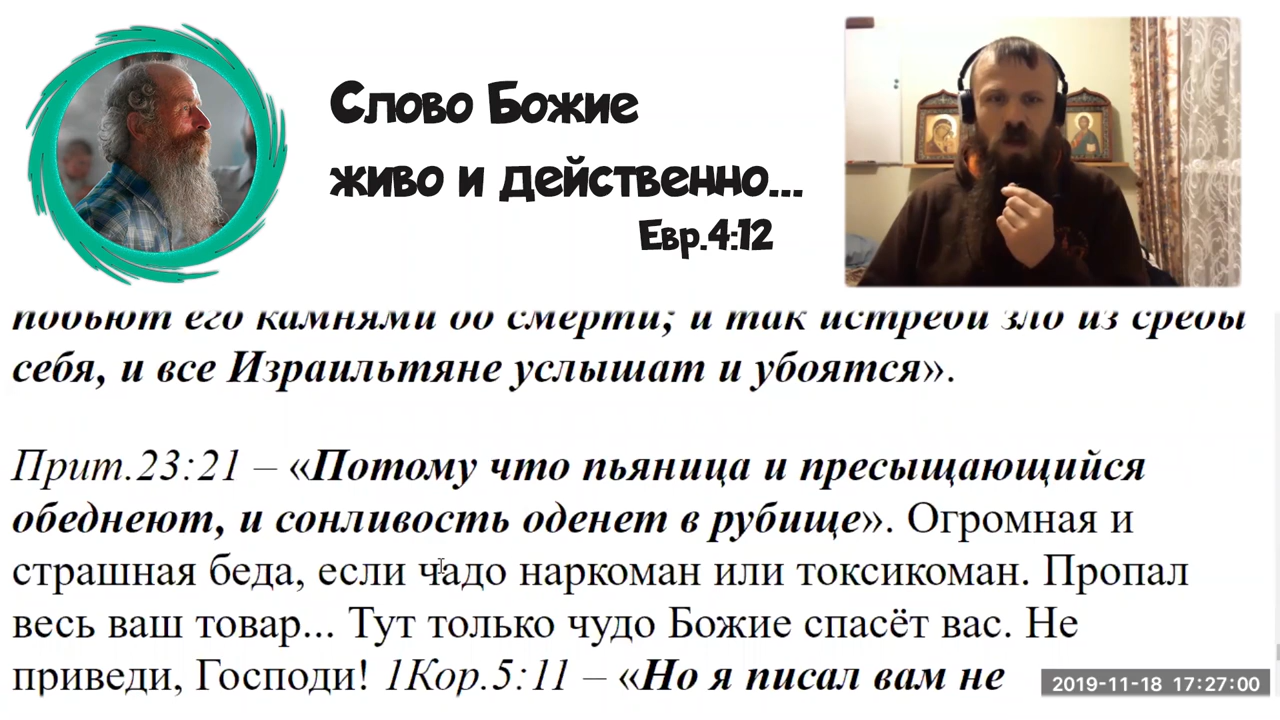 Слово Божие
живо и действенно...
Евр.4:12
побьют его камнями до смерти; и так истреби зло из среды
себя, и все Израильтяне услышат и убоятся».
Прит.23:21 – «Потому что пьяница и пресыщающийся
обеднеют, и сонливость оденет в рубище». Огромная и
страшная беда, если чадо наркоман или токсикоман. Пропал
весь ваш товар... Тут только чудо Божие спасёт вас. Не
приведи, Господи! 1Кор.5:11 – «Но я писал вам не
2019-11-18 17:27:00